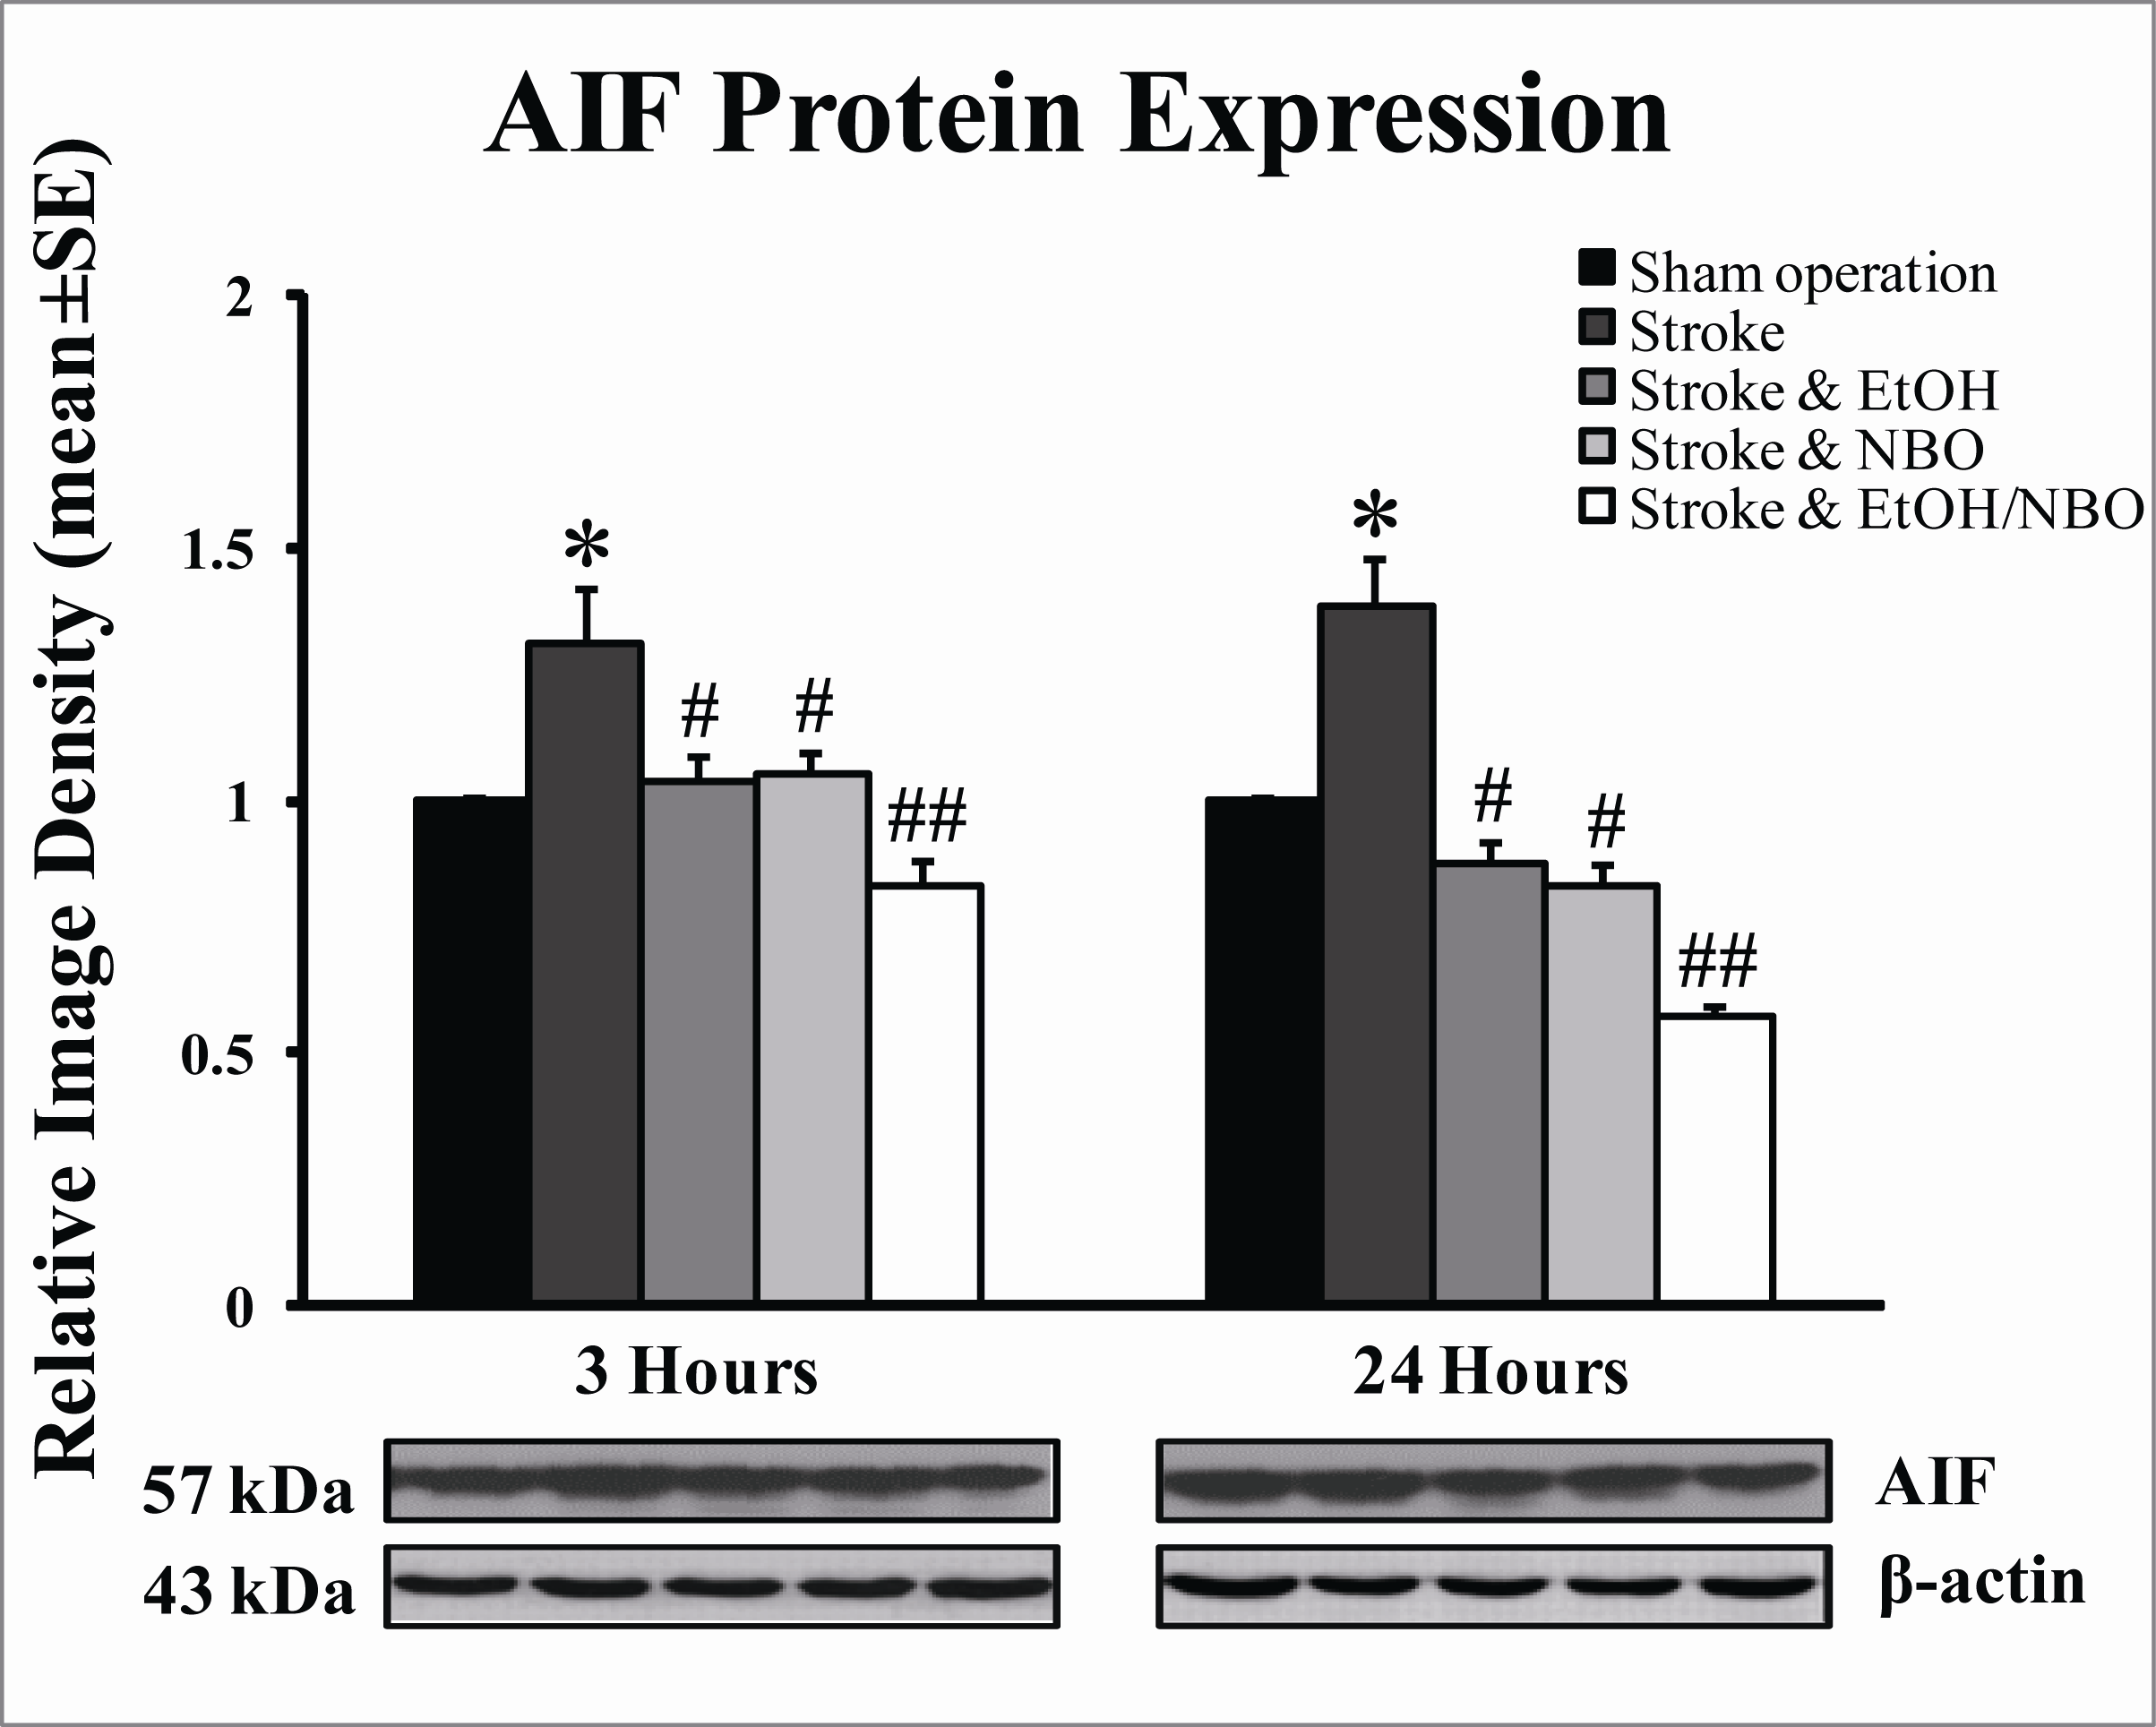 AIF Protein Expression
Relative Image Density (mean ±SE)
Sham operation
Stroke
Stroke & EtOH
Stroke & NBO
Stroke & EtOH/NBO
2
1.5
1
0.5
0
*
#
#
##
*
#
#
##
3 Hours
24 Hours
57 kDa
AIF
43 kDa
β-actin